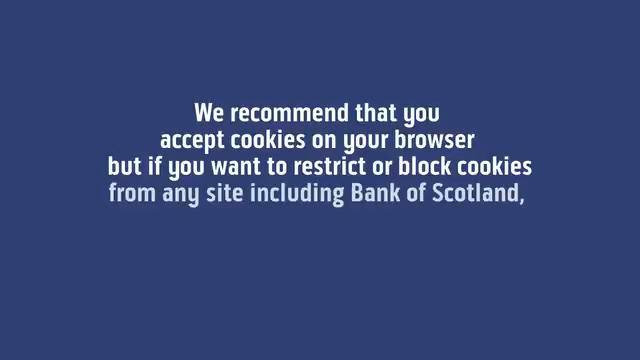 We recommend that you
accept cookies on your browser
but if you want to restrict or block cookies
from any site including Bank of Scotland,